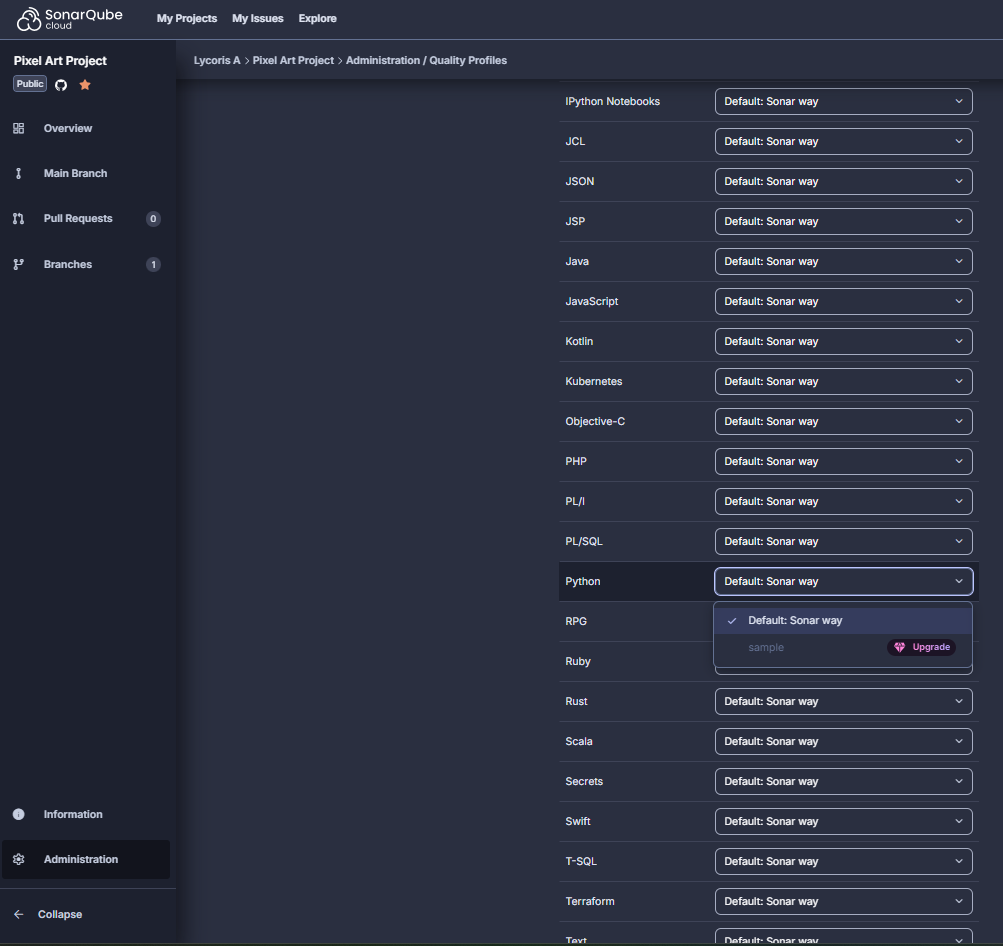 SonarQube cloud My Projects My Issues Explore
Pixel Art Project
Public
Lycoris A > Pixel Art Project > Administration / Quality Profiles
Overview
Main Branch
Pull Requests 0
Branches 1
Information
Administration
Collapse
IPython Notebooks Default: Sonar way
JCL Default: Sonar way
JSON Default: Sonar way
JSP Default: Sonar way
Java Default: Sonar way
JavaScript Default: Sonar way
Kotlin Default: Sonar way
Kubernetes Default: Sonar way
Objective-C Default: Sonar way
PHP Default: Sonar way
PL/I Default: Sonar way
PL/SQL Default: Sonar way
Python Default: Sonar way
Default: Sonar way
sample Upgrade
RPG
Ruby
Rust Default: Sonar way
Scala Default: Sonar way
Secrets Default: Sonar way
Swift Default: Sonar way
T-SQL Default: Sonar way
Terraform Default: Sonar way
Text Default: Sonar way